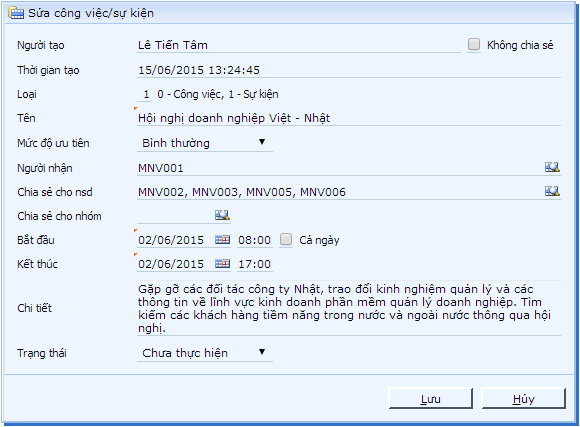 Sửa công việc/sự kiện
Người tạo Lê Tiến Tâm Không chia sẻ
Thời gian tạo 15/06/2015 13:24:45
Loại 1 0 - Công việc, 1 - Sự kiện
Tên Hội nghị doanh nghiệp Việt - Nhật
Mức độ ưu tiên Bình thường
Người nhận MNV001
Chia sẻ cho nsd MNV002, MNV003, MNV005, MNV006
Chia sẻ cho nhóm
Bắt đầu 02/06/2015 08:00 Cả ngày
Kết thúc 02/06/2015 17:00
Chi tiết Gặp gỡ các đối tác công ty Nhật, trao đổi kinh nghiệm quản lý và các
thông tin về lĩnh vực kinh doanh phần mềm quản lý doanh nghiệp. Tìm
kiếm các khách hàng tiềm năng trong nước và ngoài nước thông qua hội
nghị.
Trạng thái Chưa thực hiện
Lưu Hủy